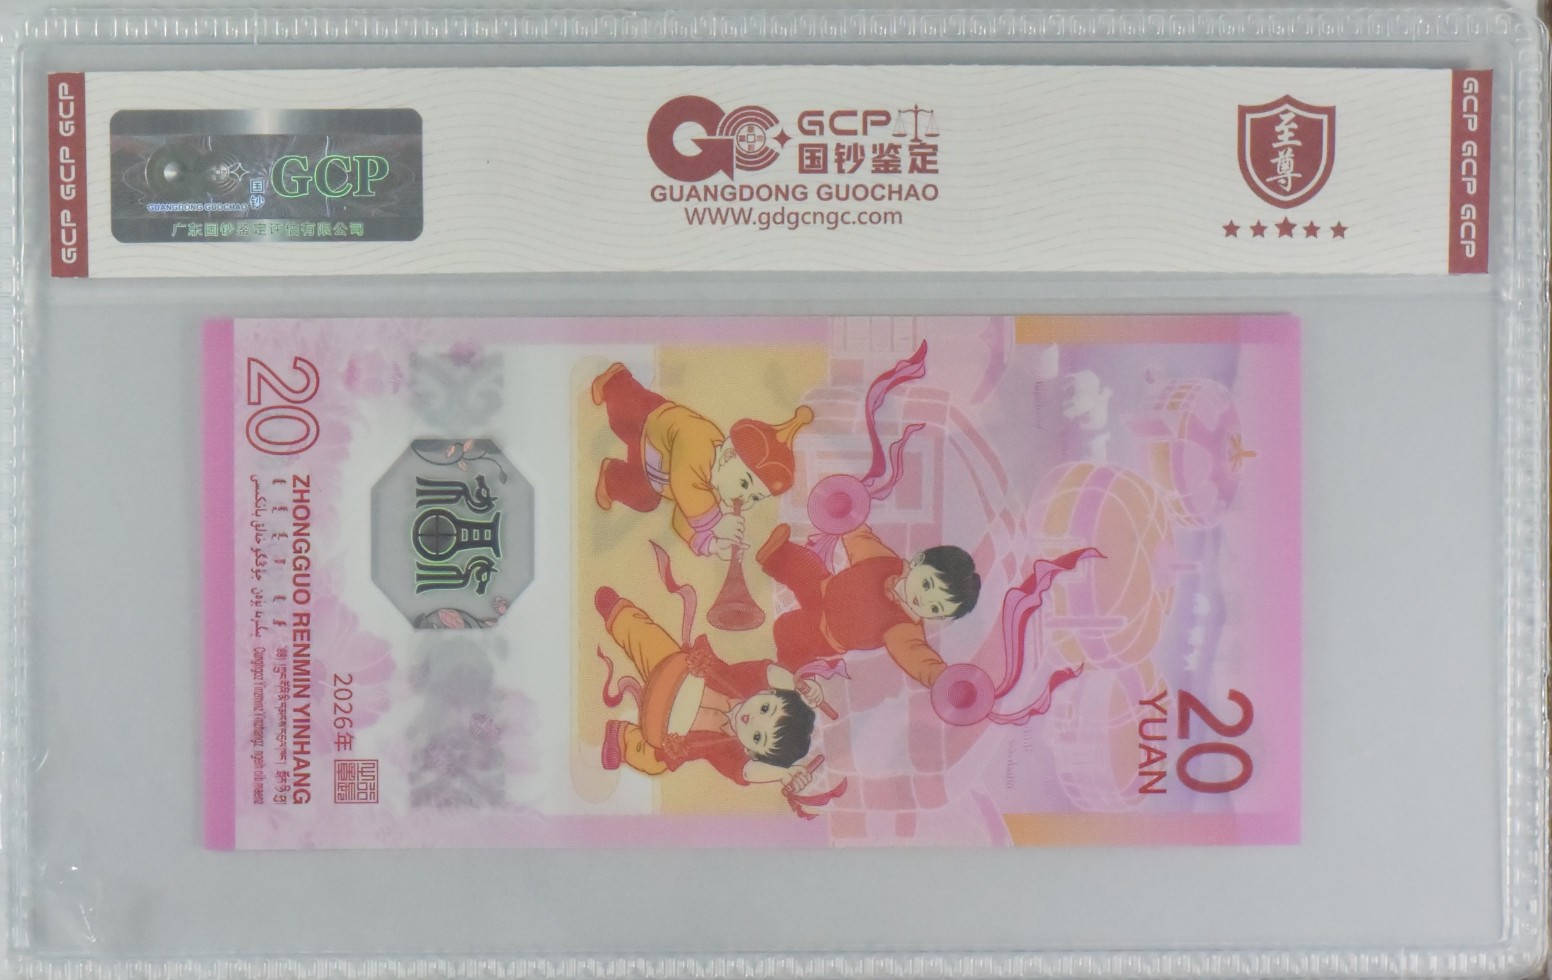 GCP GCP GCP
GCP
国钞
GUANGDONG GUOCHAO
广东国钞鉴定评估有限公司
GCP
国钞鉴定
GUANGDONG GUOCHAO
WWW.gdgcngc.com
至尊
GCP GCP GCP
20
ZHONGGUO RENMIN YINHANG
2026年
20
YUAN